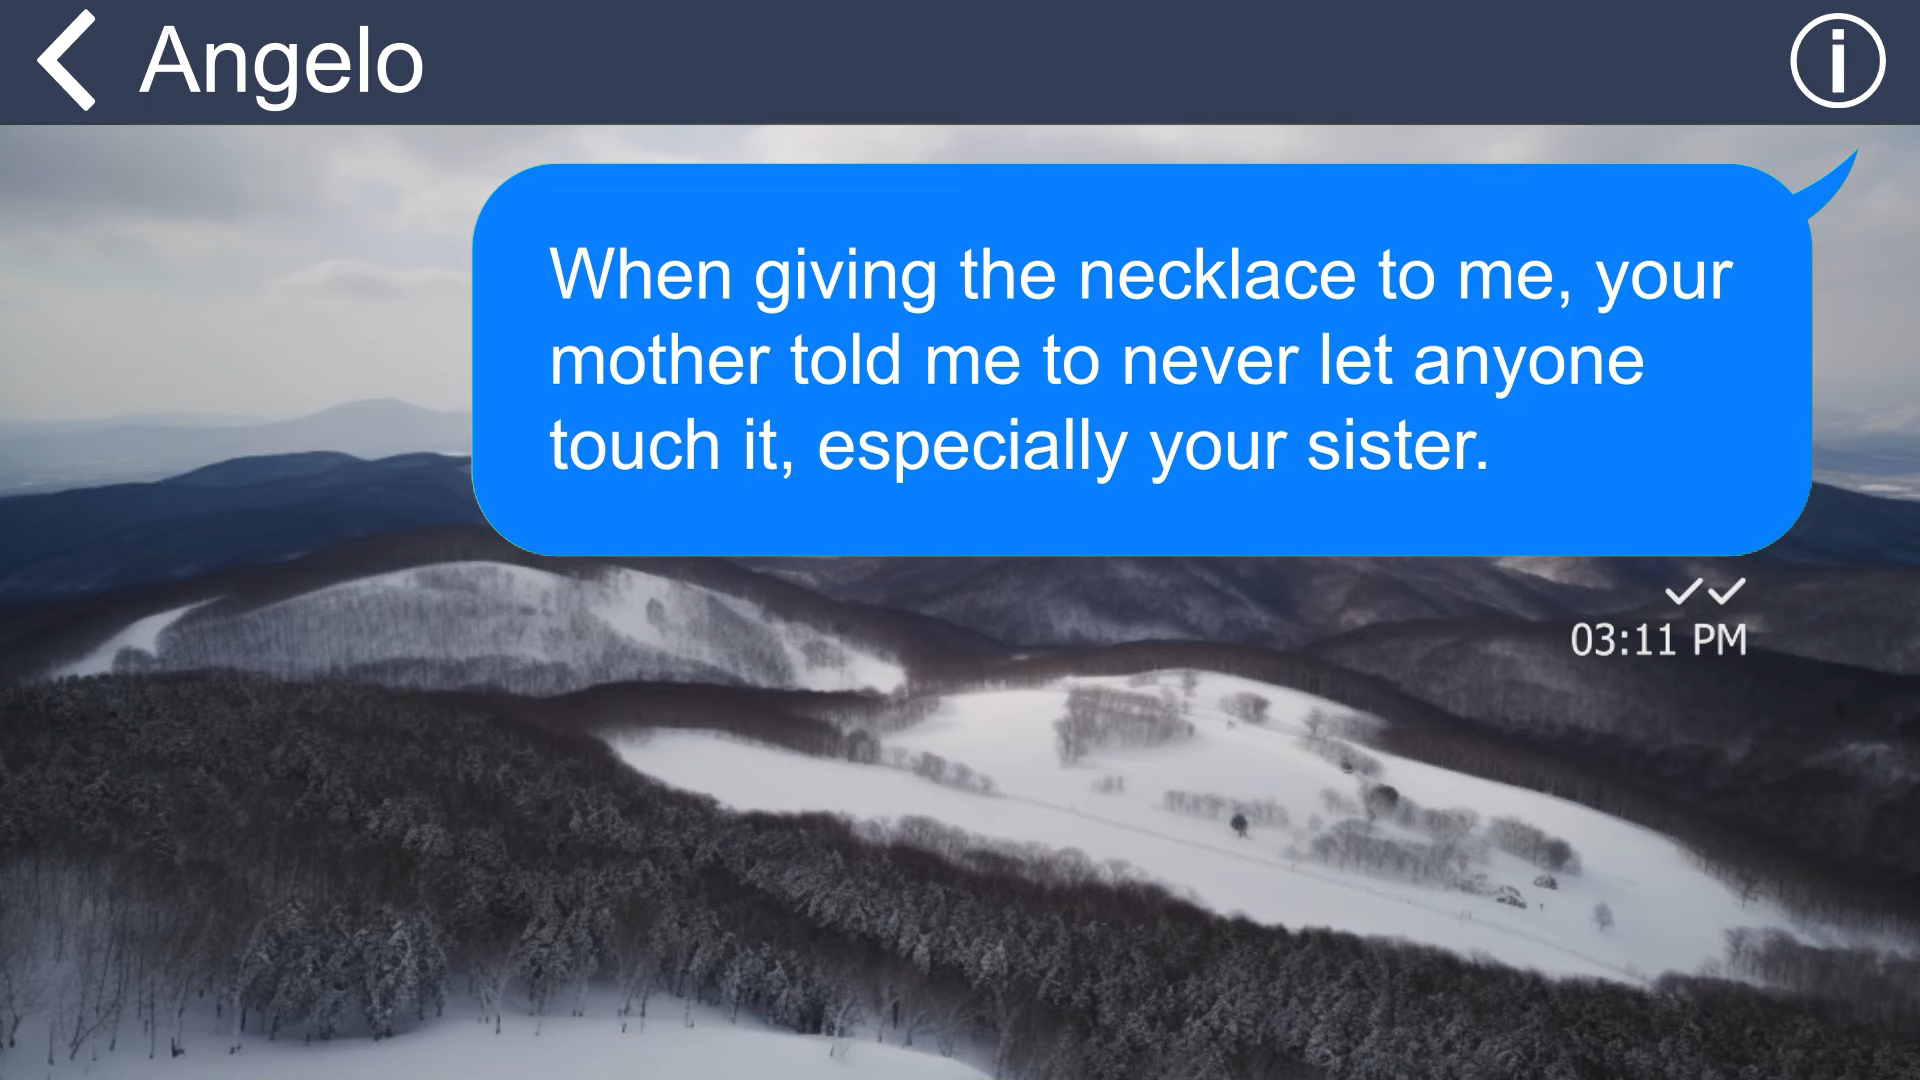 Angelo
When giving the necklace to me, your
mother told me to never let anyone
touch it, especially your sister.
03:11 PM